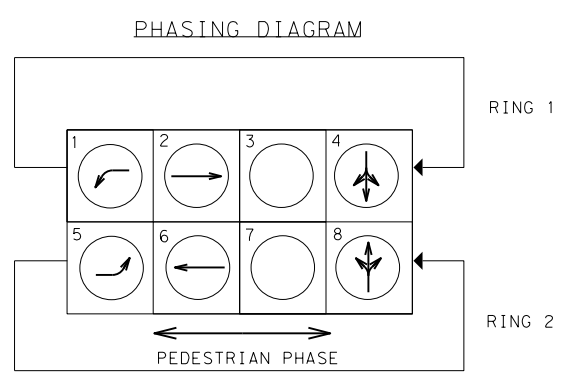 PHASING DIAGRAM
RING 1
1 2 3 4
5 6 7 8
RING 2
PEDESTRIAN PHASE